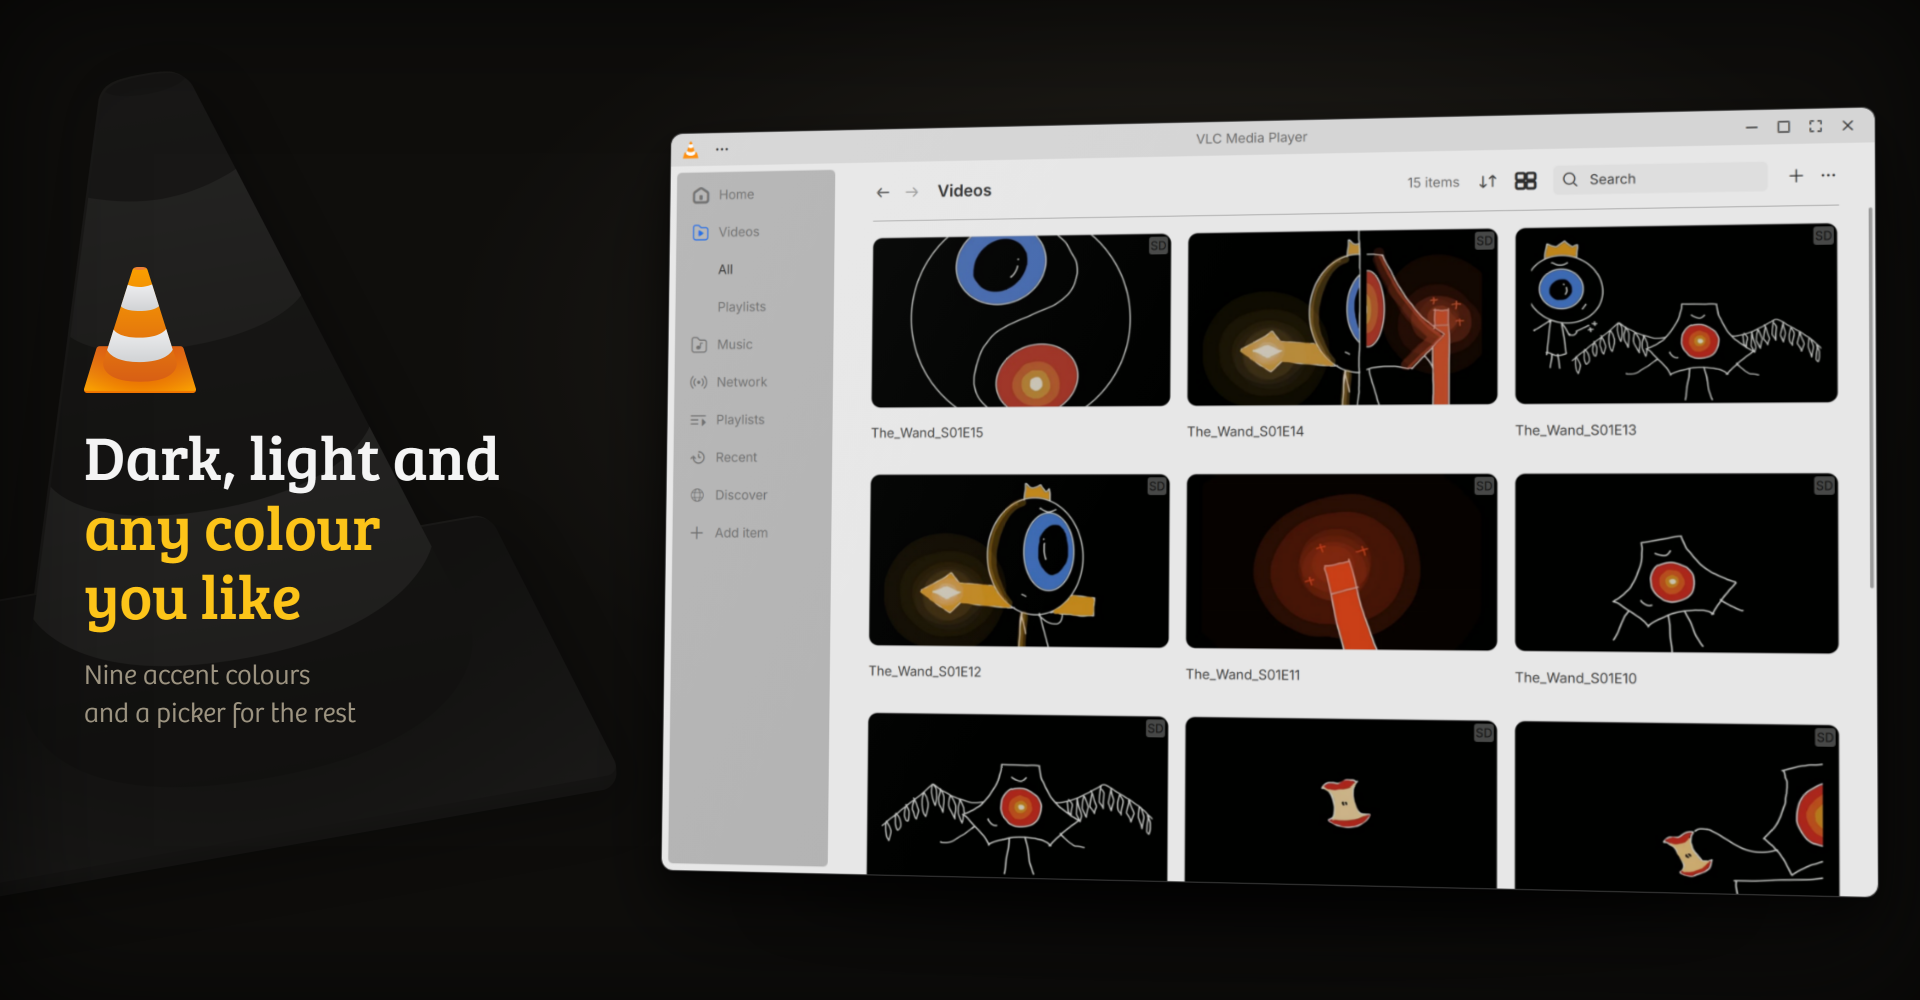 Dark, light and
any colour
you like
Nine accent colours
and a picker for the rest
VLC Media Player
Home
Videos
All
Playlists
Music
Network
Playlists
Recent
Discover
Add item
Videos
15 items
Search
SD
SD
SD
The_Wand_S01E15
The_Wand_S01E14
The_Wand_S01E13
SD
SD
SD
The_Wand_S01E12
The_Wand_S01E11
The_Wand_S01E10
SD
SD
SD